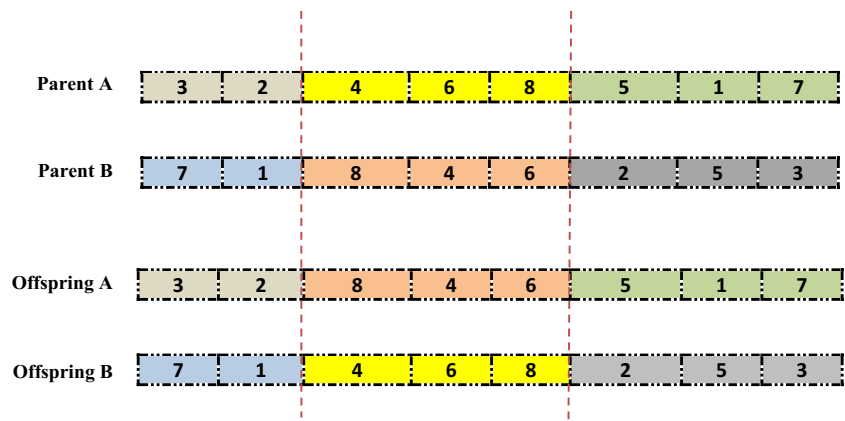 Parent A 3 2 4 6 8 5 1 7
Parent B 7 1 8 4 6 2 5 3
Offspring A 3 2 8 4 6 5 1 7
Offspring B 7 1 4 6 8 2 5 3